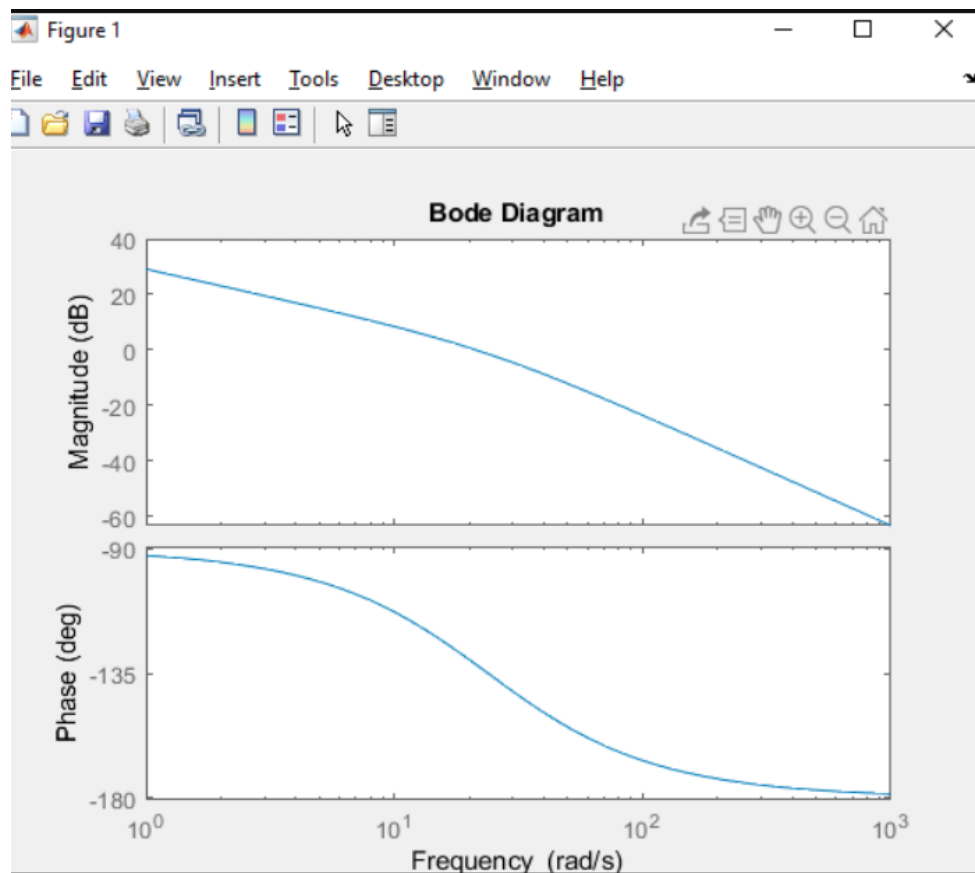 Figure 1
File Edit View Insert Tools Desktop Window Help
Bode Diagram
40
20
0
-20
-40
-60
Magnitude (dB)
-90
-135
-180
Phase (deg)
10^0 10^1 10^2 10^3
Frequency (rad/s)